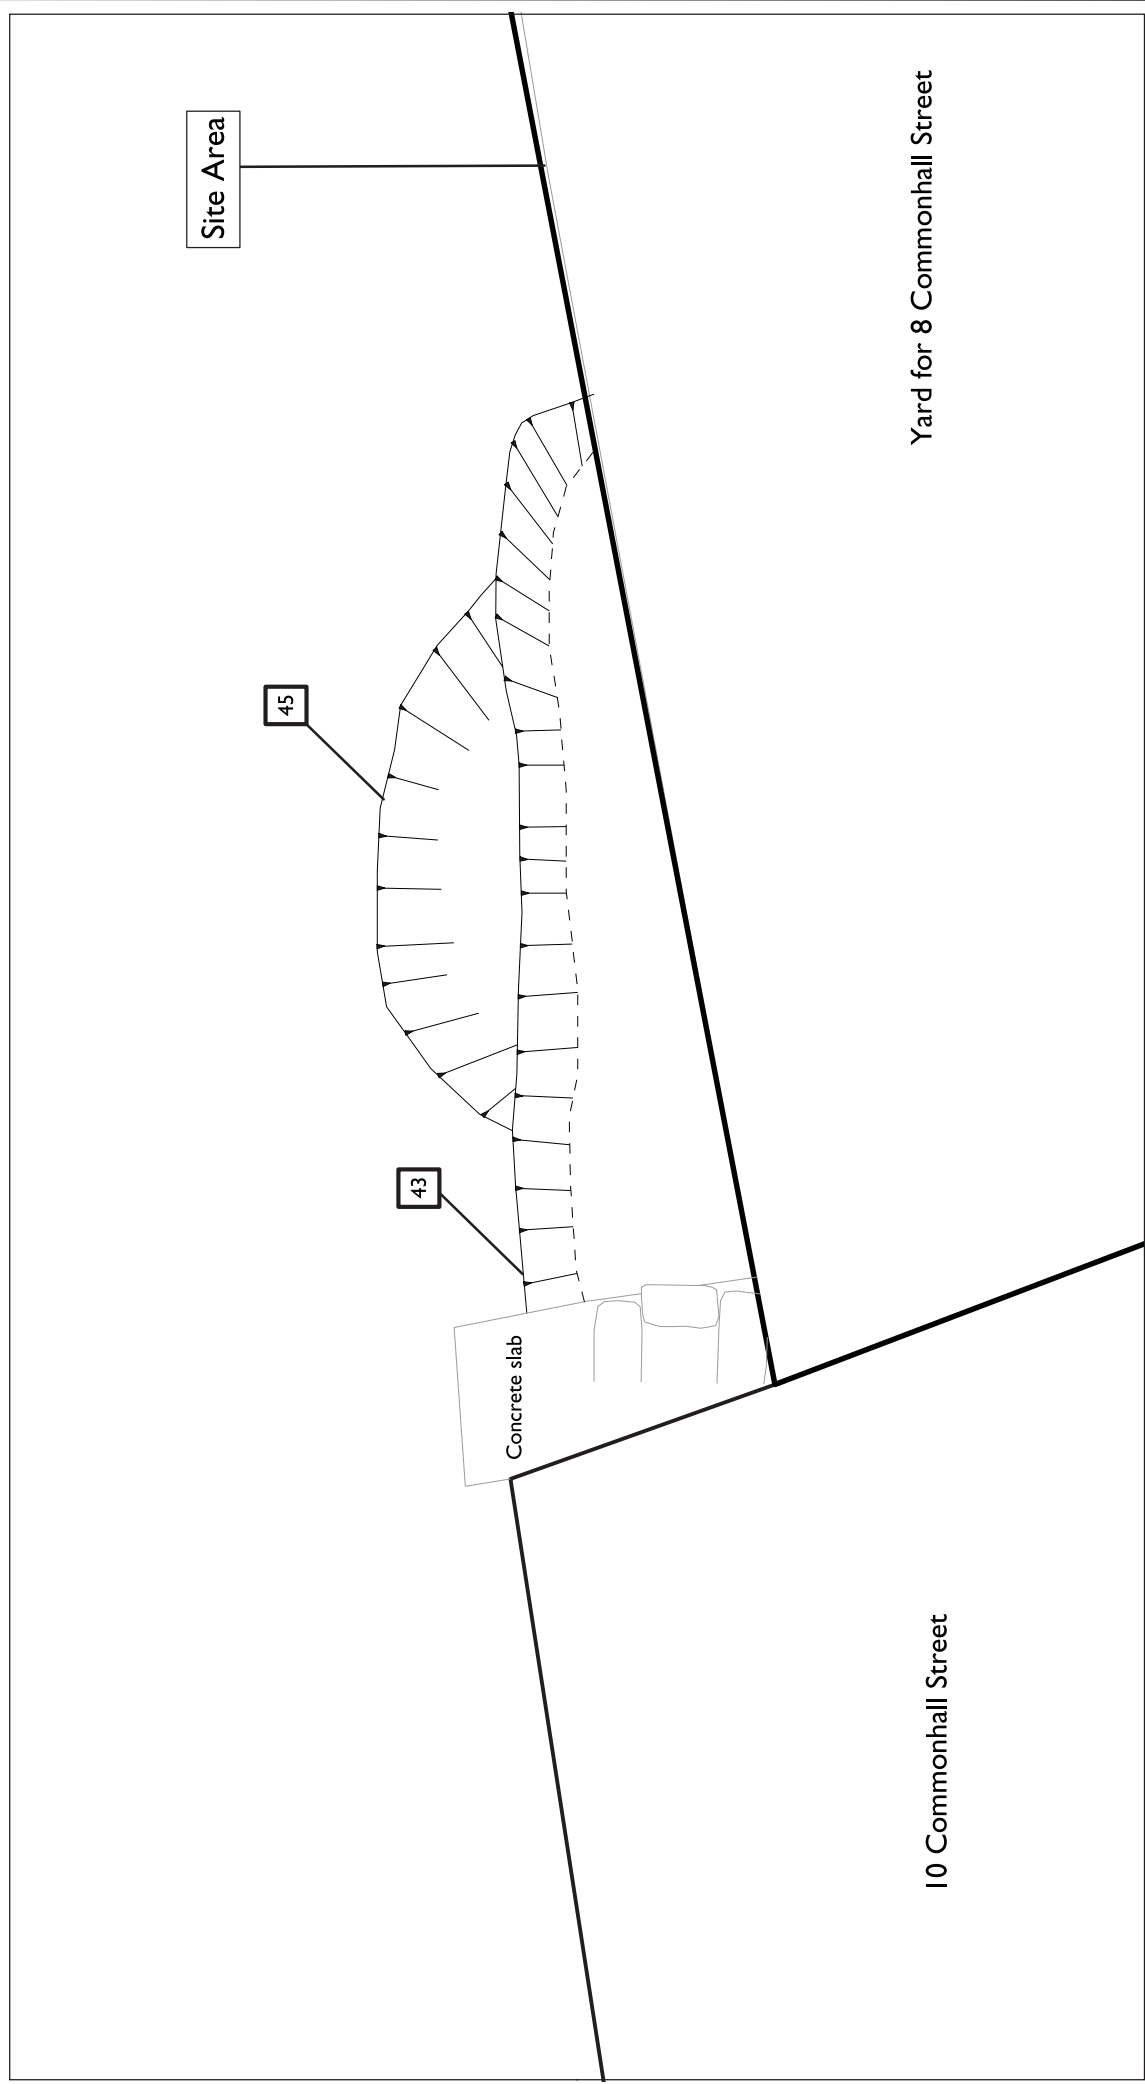 Site Area
Yard for 8 Commonhall Street
45
43
Concrete slab
10 Commonhall Street